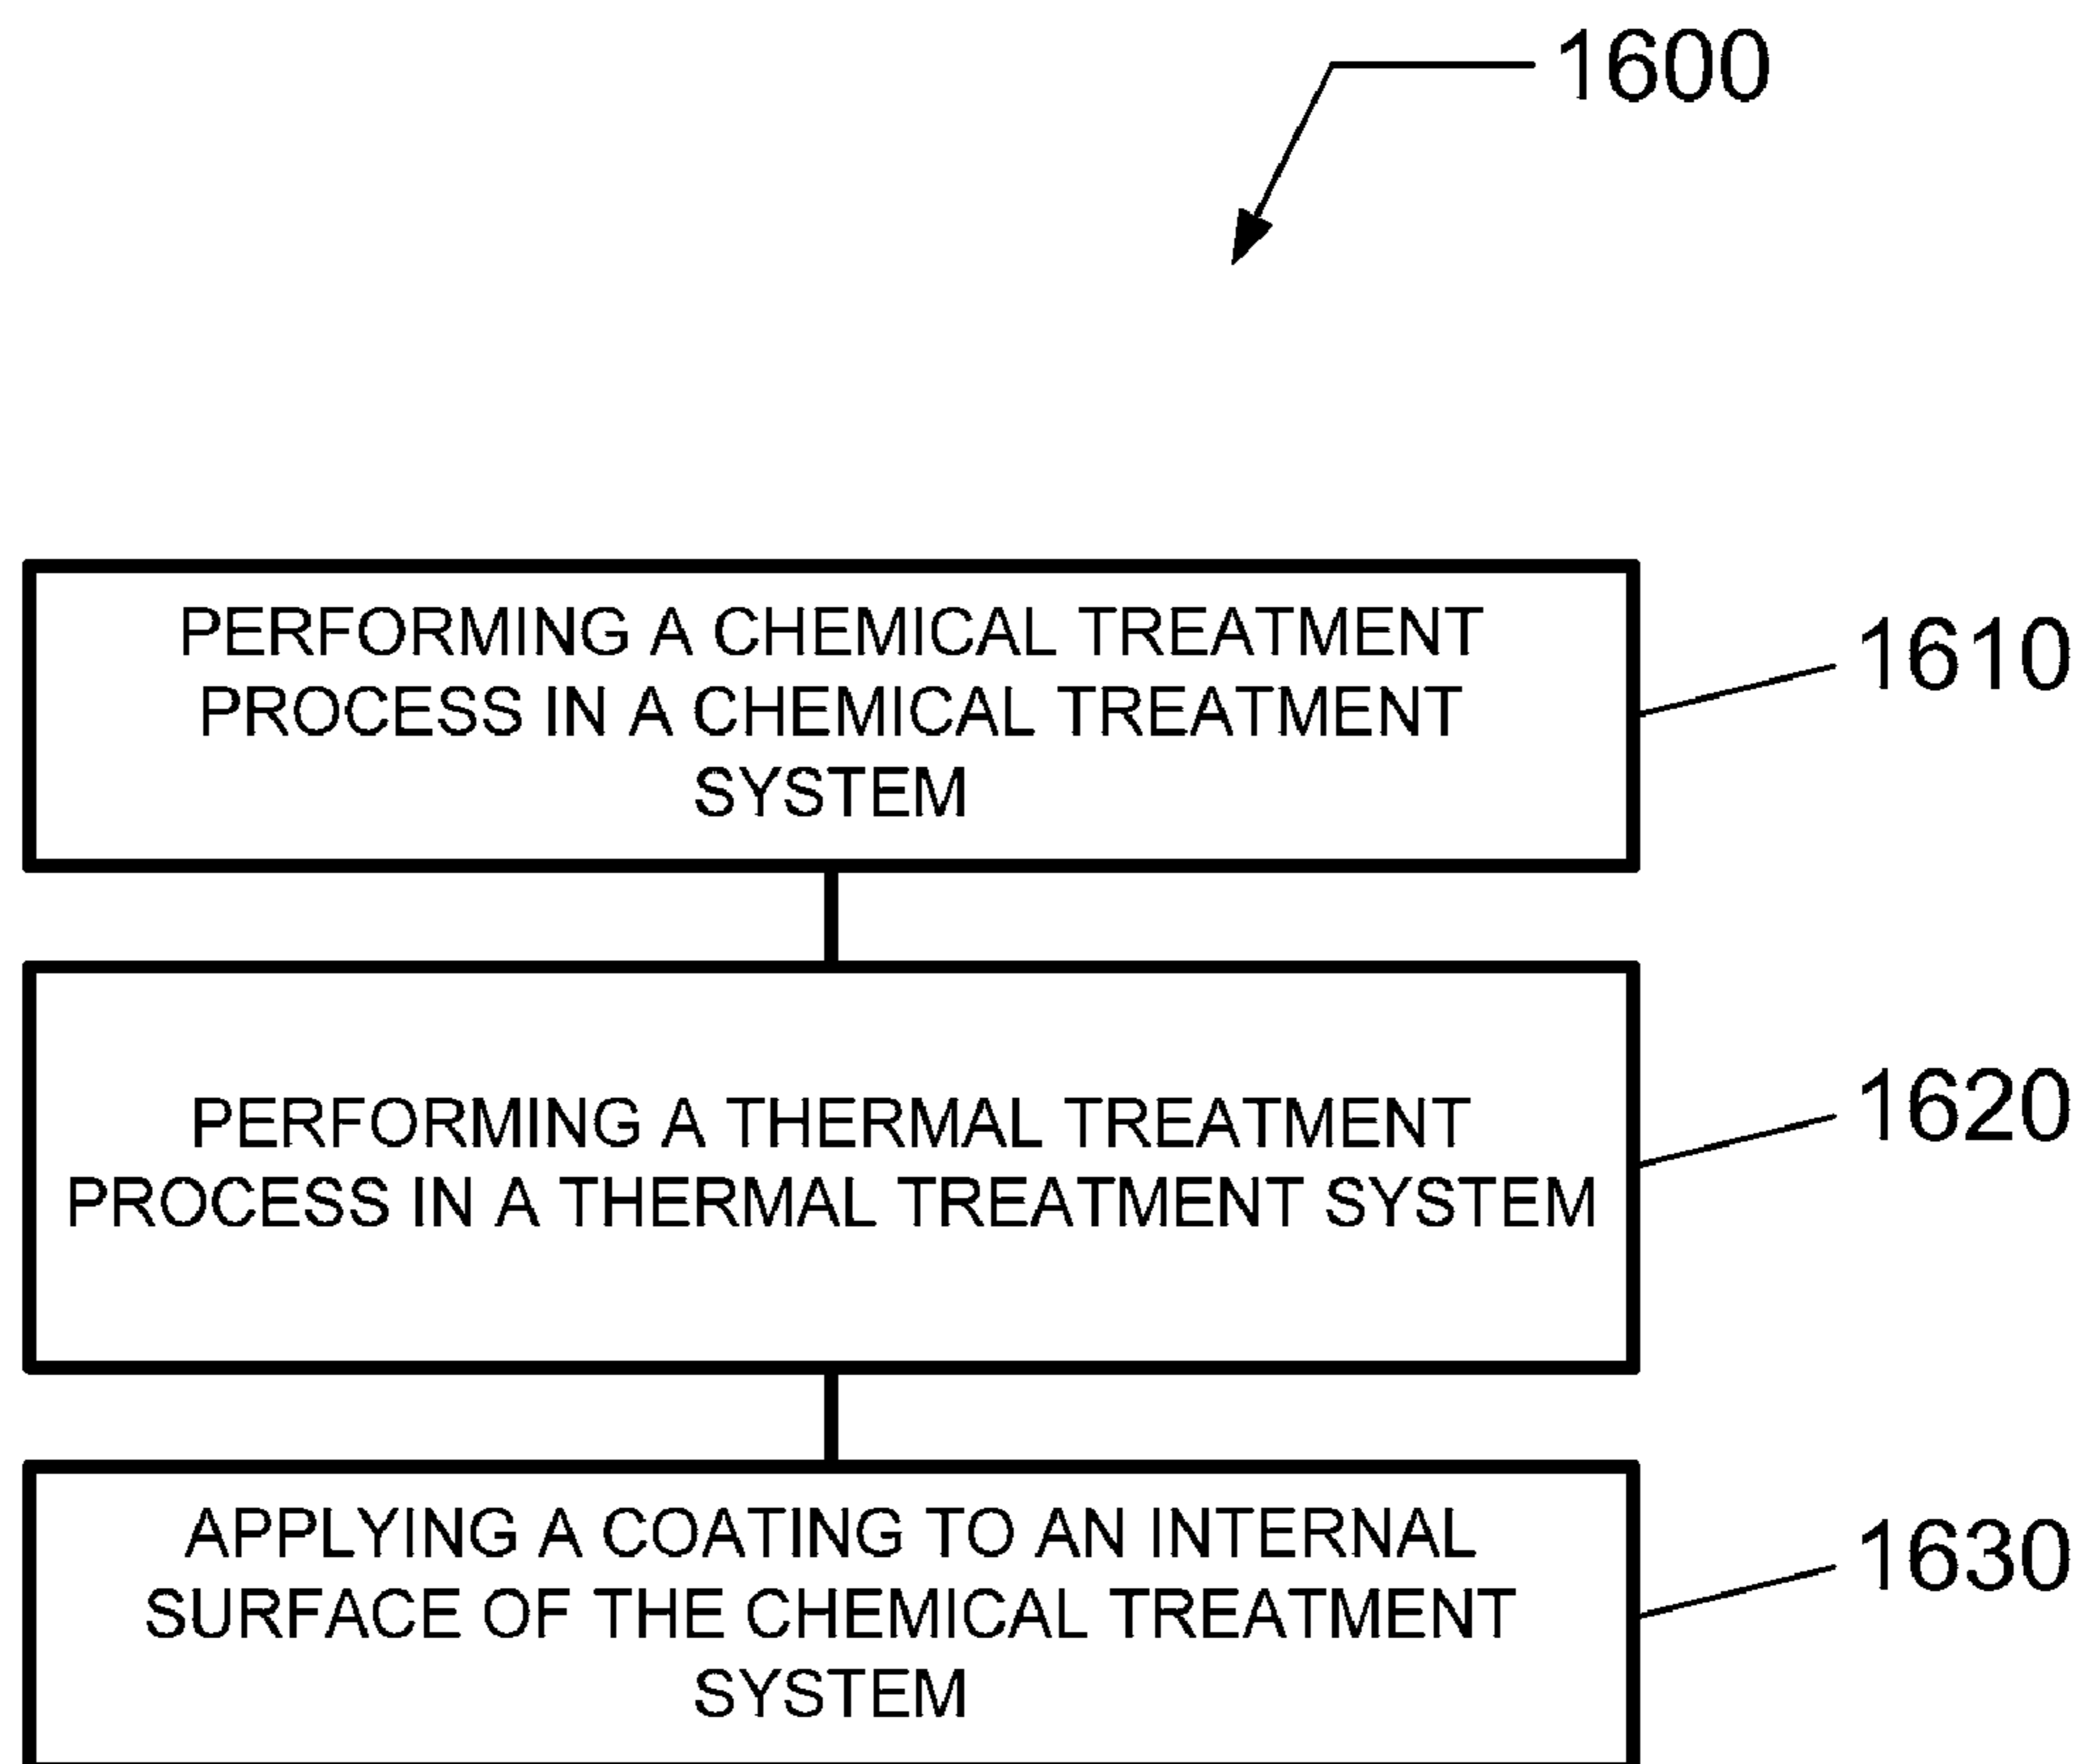 1600
PERFORMING A CHEMICAL TREATMENT
PROCESS IN A CHEMICAL TREATMENT
SYSTEM
1610
PERFORMING A THERMAL TREATMENT
PROCESS IN A THERMAL TREATMENT SYSTEM
1620
APPLYING A COATING TO AN INTERNAL
SURFACE OF THE CHEMICAL TREATMENT
SYSTEM
1630